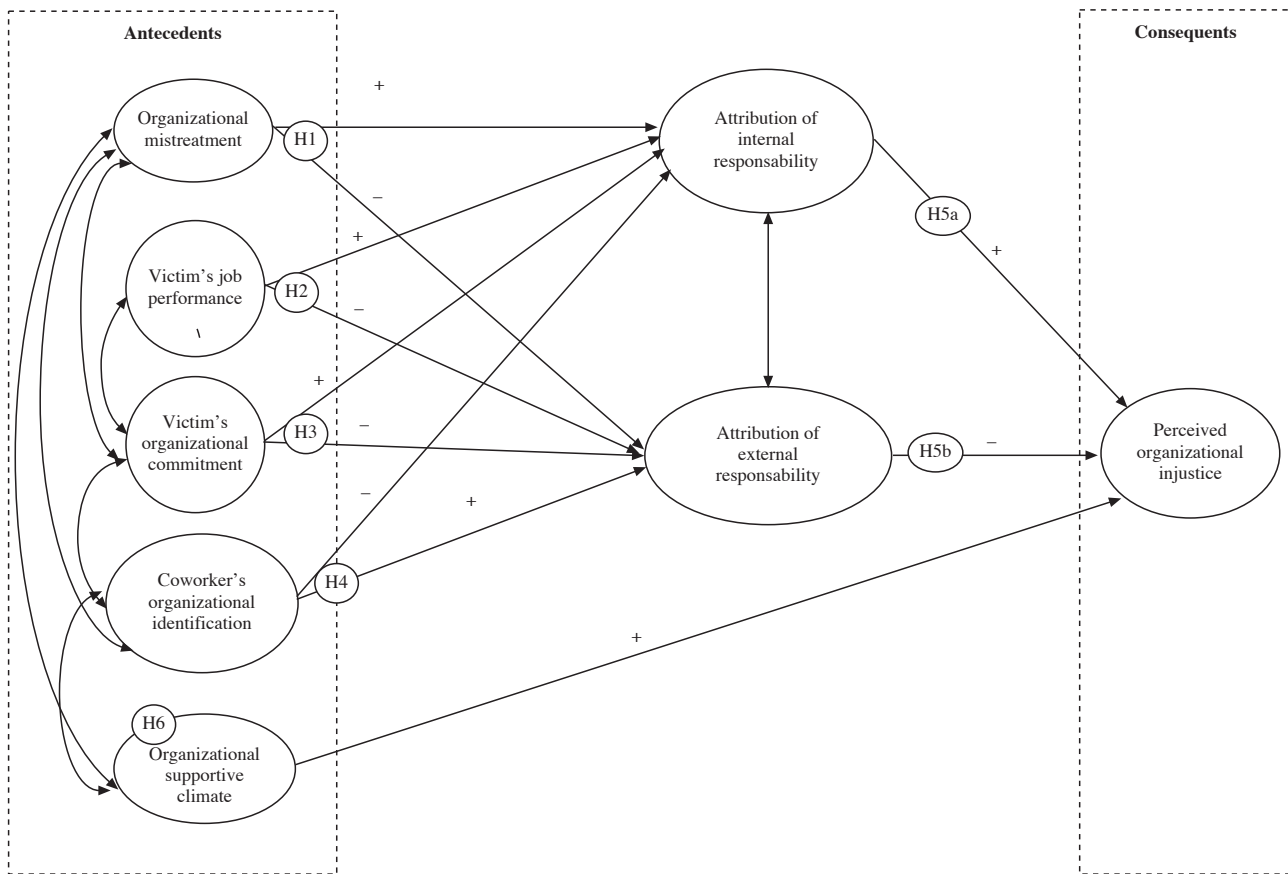 Antecedents
Consequents
Organizational
mistreatment
H1
+
–
Attribution of
internal
responsability
H5a
+
Victim's job
performance
\
H2
+
–
Victim's
organizational
commitment
H3
+
–
Attribution of
external
responsability
H5b
–
Perceived
organizational
injustice
Coworker's
organizational
identification
H4
–
+
H6
Organizational
supportive
climate
+